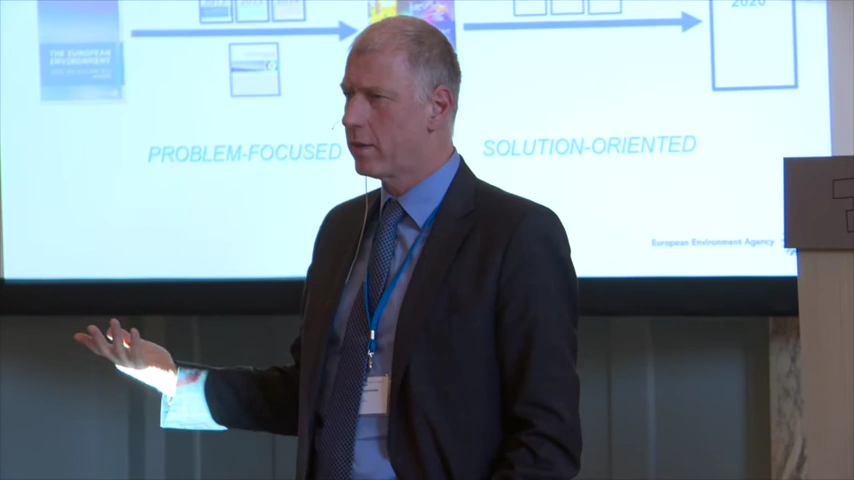 2020
THE EUROPEAN
ENVIRONMENT
PROBLEM-FOCUSED
SOLUTION-ORIENTED
European Environment Agency